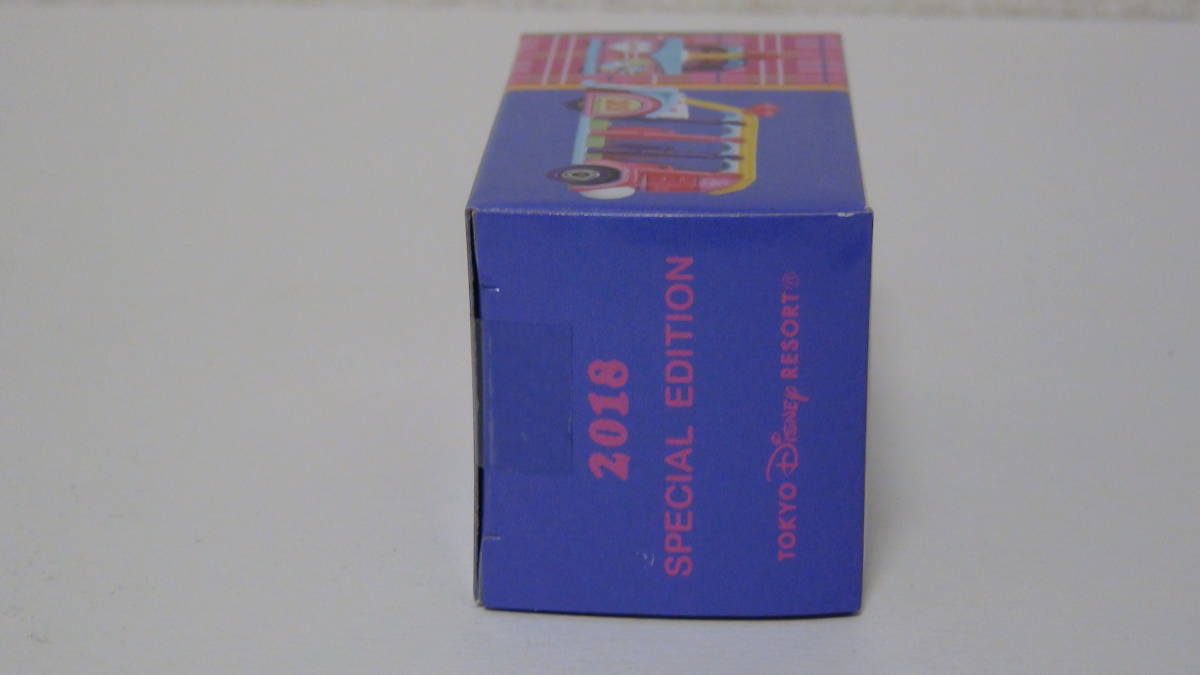 2018
SPECIAL EDITION
TOKYO DISNEY RESORT®